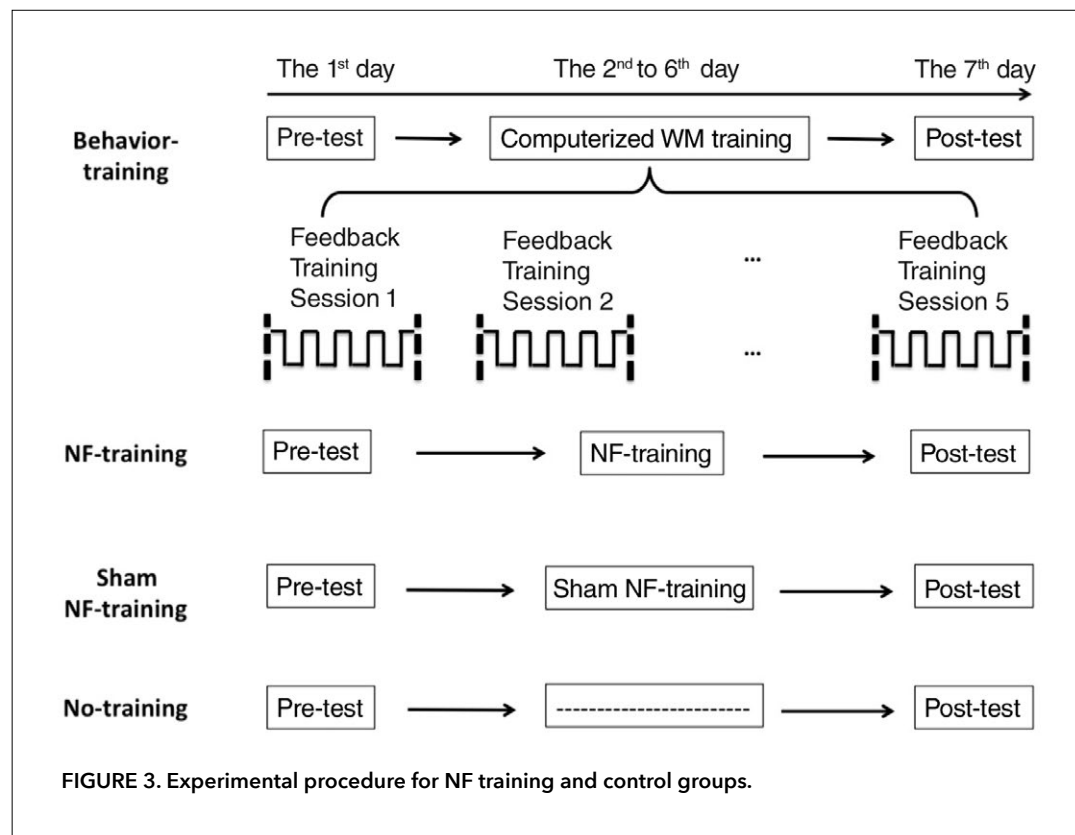 The 1st day The 2nd to 6th day The 7th day
Behavior-
training
Pre-test Computerized WM training Post-test
Feedback Feedback Feedback
Training Training ... Training
Session 1 Session 2 Session 5
...
NF-training Pre-test NF-training Post-test
Sham
NF-training
Pre-test Sham NF-training Post-test
No-training Pre-test ------------------------ Post-test
FIGURE 3. Experimental procedure for NF training and control groups.